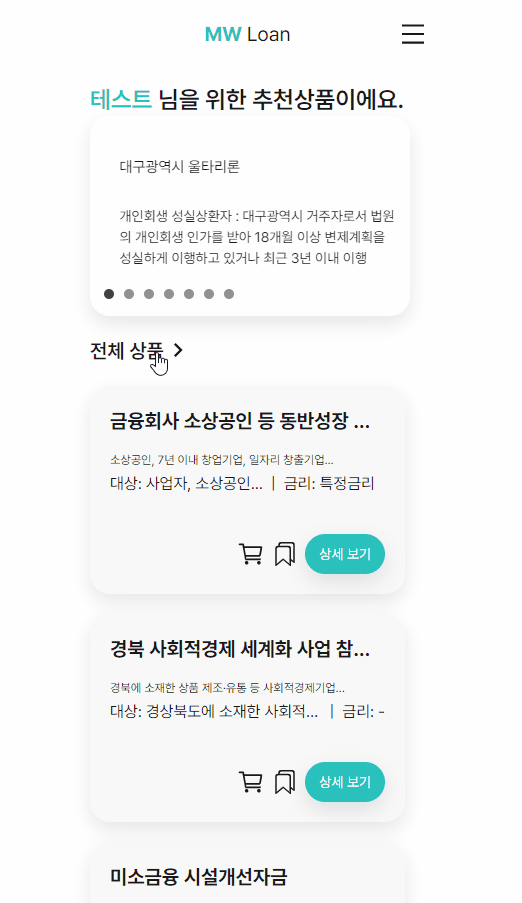 MW Loan
테스트 님을 위한 추천상품이에요.
대구광역시 울타리론
개인회생 성실상환자 : 대구광역시 거주자로서 법원
의 개인회생 인가를 받아 18개월 이상 변제계획을
성실하게 이행하고 있거나 최근 3년 이내 이행
전체 상품
금융회사 소상공인 등 동반성장 ...
소상공인, 7년 이내 창업기업, 일자리 창출기업...
대상: 사업자, 소상공인... | 금리: 특정금리
상세 보기
경북 사회적경제 세계화 사업 참...
경북에 소재한 상품 제조·유통 등 사회적경제기업...
대상: 경상북도에 소재한 사회적... | 금리: -
상세 보기
미소금융 시설개선자금